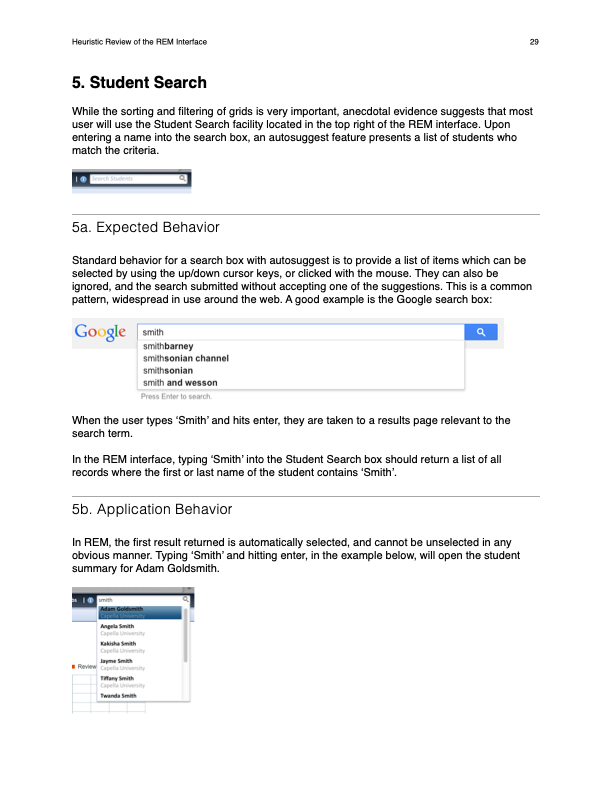 Heuristic Review of the REM Interface 29
5. Student Search
While the sorting and filtering of grids is very important, anecdotal evidence suggests that most
user will use the Student Search facility located in the top right of the REM interface. Upon
entering a name into the search box, an autosuggest feature presents a list of students who
match the criteria.
Search Students
5a. Expected Behavior
Standard behavior for a search box with autosuggest is to provide a list of items which can be
selected by using the up/down cursor keys, or clicked with the mouse. They can also be
ignored, and the search submitted without accepting one of the suggestions. This is a common
pattern, widespread in use around the web. A good example is the Google search box:
Google smith
smithbarney
smithsonian channel
smithsonian
smith and wesson
Press Enter to search.
When the user types ‘Smith’ and hits enter, they are taken to a results page relevant to the
search term.
In the REM interface, typing ‘Smith’ into the Student Search box should return a list of all
records where the first or last name of the student contains ‘Smith’.
5b. Application Behavior
In REM, the first result returned is automatically selected, and cannot be unselected in any
obvious manner. Typing ‘Smith’ and hitting enter, in the example below, will open the student
summary for Adam Goldsmith.
smith
Adam Goldsmith
Capella University
Angela Smith
Capella University
Kakisha Smith
Capella University
Jayme Smith
Capella University
Review
Tiffany Smith
Capella University
Twanda Smith